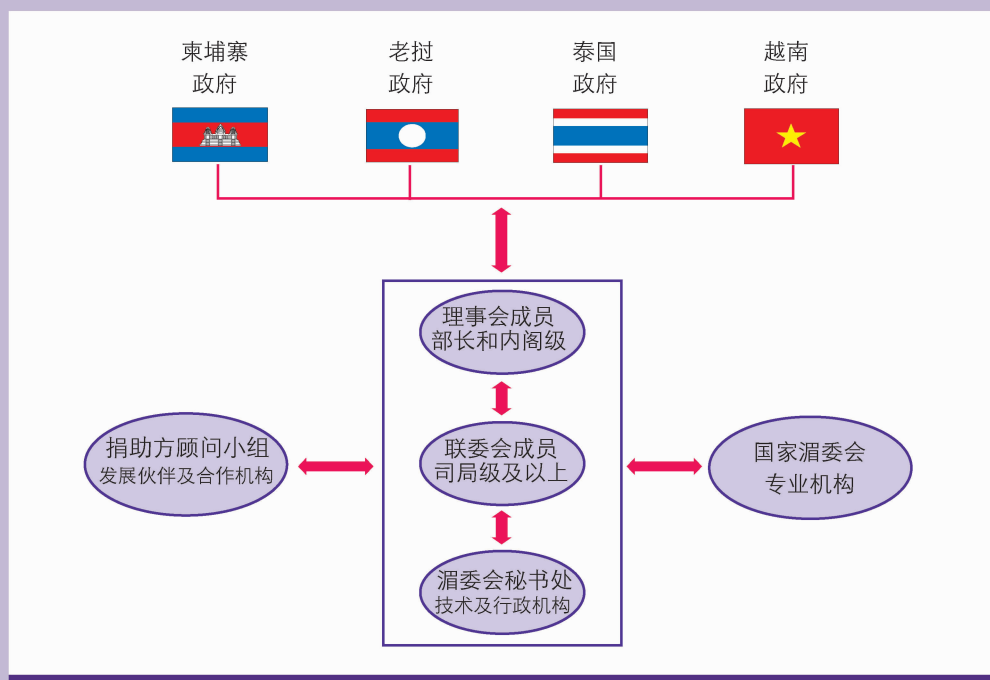 柬埔寨
政府
老挝
政府
泰国
政府
越南
政府
理事会成员
部长和内阁级
捐助方顾问小组
发展伙伴及合作机构
联委会成员
司局级及以上
国家湄委会
专业机构
湄委会秘书处
技术及行政机构